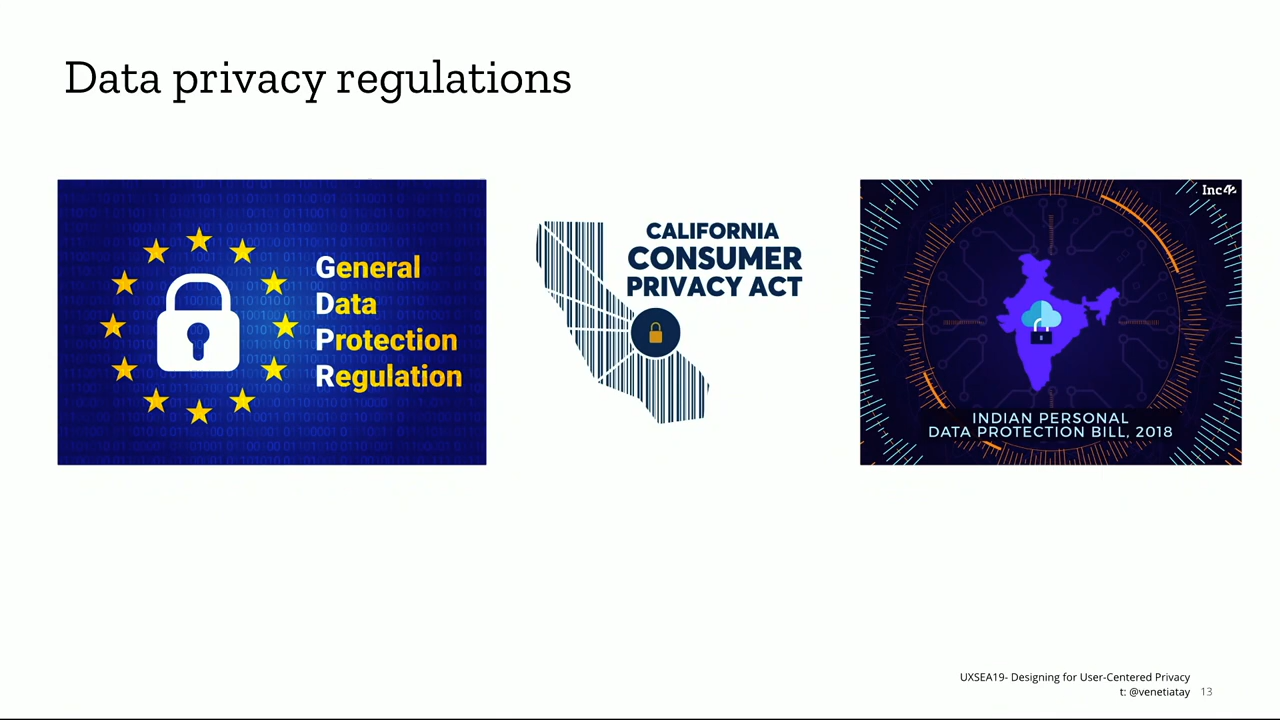 Data privacy regulations
General
Data
Protection
Regulation
CALIFORNIA
CONSUMER
PRIVACY ACT
Inc42
INDIAN PERSONAL
DATA PROTECTION BILL, 2018
UXSEA19- Designing for User-Centered Privacy
t: @venetiatay
13